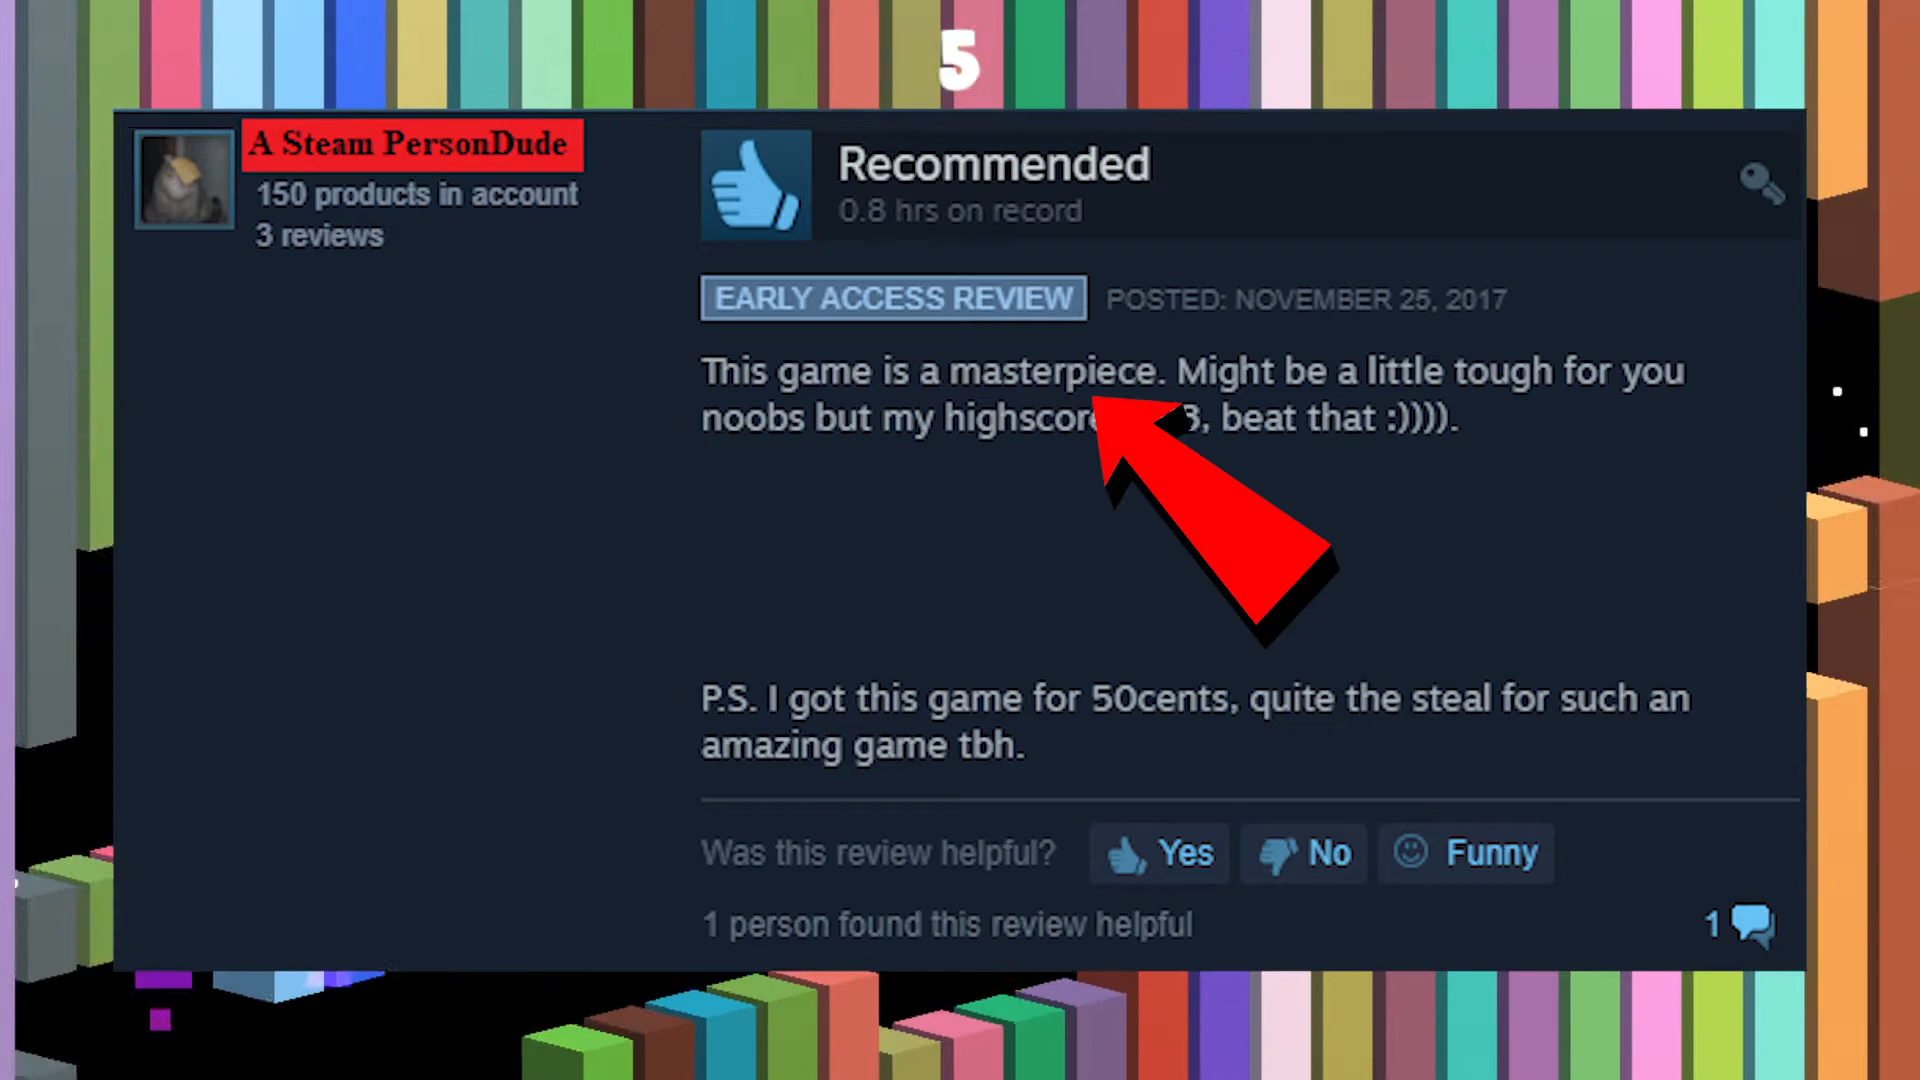 5
A Steam PersonDude
150 products in account
3 reviews
Recommended
0.8 hrs on record
EARLY ACCESS REVIEW POSTED: NOVEMBER 25, 2017
This game is a masterpiece. Might be a little tough for you
noobs but my highscore beat that :)))).
P.S. I got this game for 50cents, quite the steal for such an
amazing game tbh.
Was this review helpful? Yes No Funny
1 person found this review helpful
1